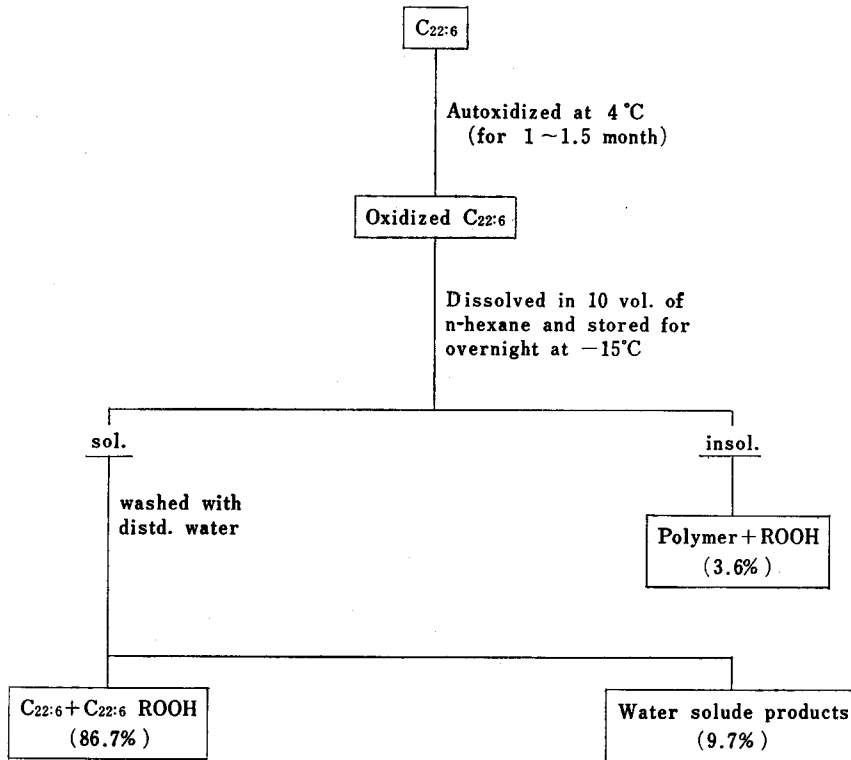 C22:6
Autoxidized at 4°C
(for 1~1.5 month)
Oxidized C22:6
Dissolved in 10 vol. of
n-hexane and stored for
overnight at −15°C
sol.
insol.
washed with
distd. water
Polymer+ROOH
(3.6%)
C22:6+C22:6 ROOH
(86.7%)
Water solude products
(9.7%)